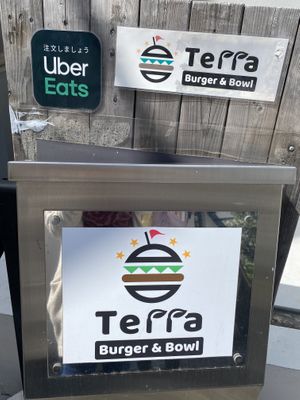 注文しましょう
Uber
Eats
Terra
Burger & Bowl
Terra
Burger & Bowl